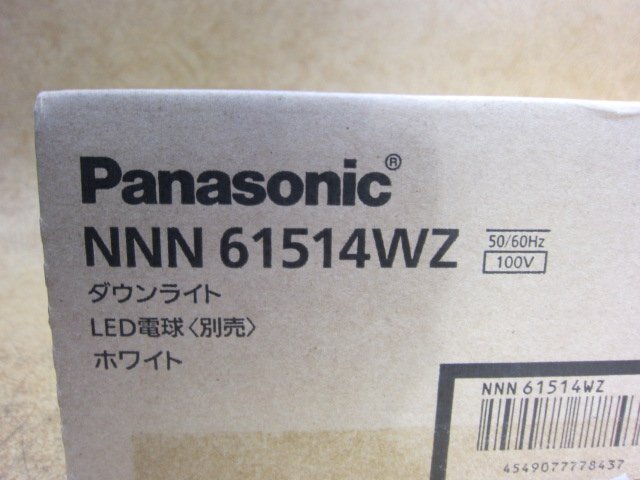 Panasonic®
NNN 61514WZ
50/60Hz
100V
ダウンライト
LED電球〈別売〉
ホワイト
NNN 61514WZ
4549077778437